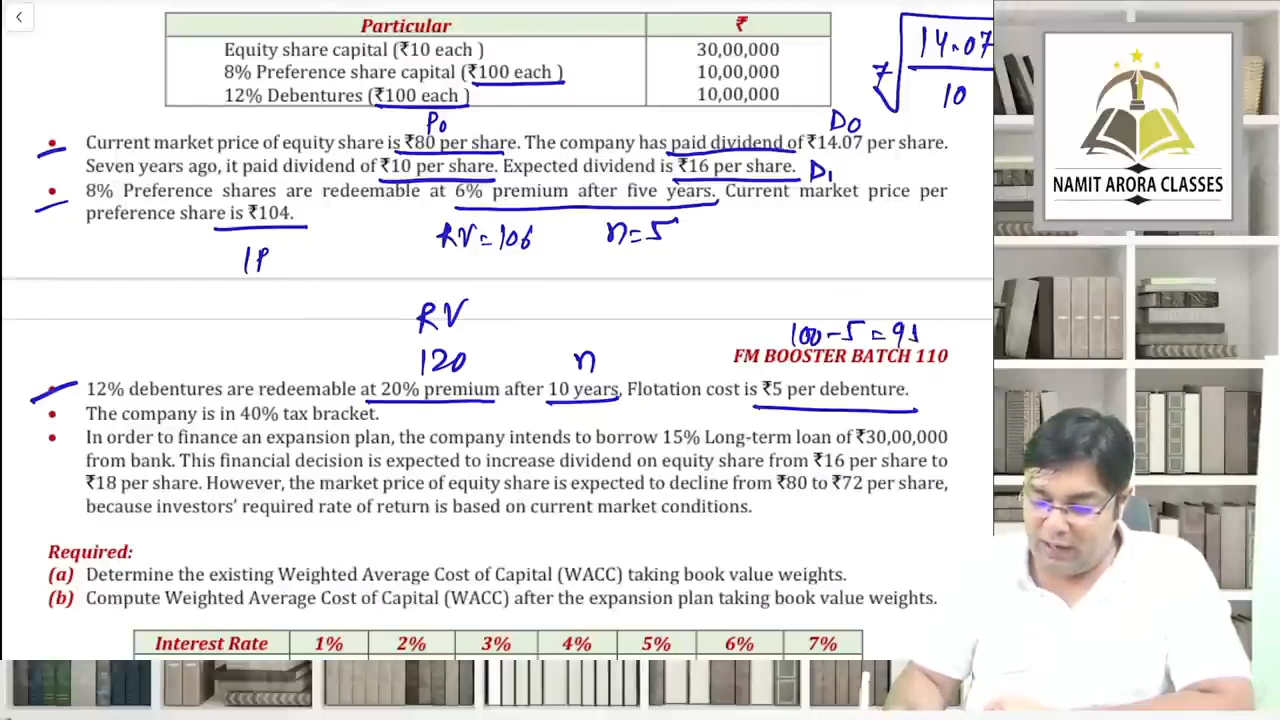 Particular ₹
Equity share capital (₹10 each ) 30,00,000
8% Preference share capital (₹100 each ) 10,00,000
12% Debentures (₹100 each ) 10,00,000
7√ 14.07
10
P0 D0
• Current market price of equity share is ₹80 per share. The company has paid dividend of ₹14.07 per share.
Seven years ago, it paid dividend of ₹10 per share. Expected dividend is ₹16 per share. D1
• 8% Preference shares are redeemable at 6% premium after five years. Current market price per
preference share is ₹104.
IP RV=106 n=5
RV
120 n 100-5=95
FM BOOSTER BATCH 110
• 12% debentures are redeemable at 20% premium after 10 years. Flotation cost is ₹5 per debenture.
• The company is in 40% tax bracket.
• In order to finance an expansion plan, the company intends to borrow 15% Long-term loan of ₹30,00,000
from bank. This financial decision is expected to increase dividend on equity share from ₹16 per share to
₹18 per share. However, the market price of equity share is expected to decline from ₹80 to ₹72 per share,
because investors' required rate of return is based on current market conditions.
Required:
(a) Determine the existing Weighted Average Cost of Capital (WACC) taking book value weights.
(b) Compute Weighted Average Cost of Capital (WACC) after the expansion plan taking book value weights.
Interest Rate 1% 2% 3% 4% 5% 6% 7%
NAMIT ARORA CLASSES